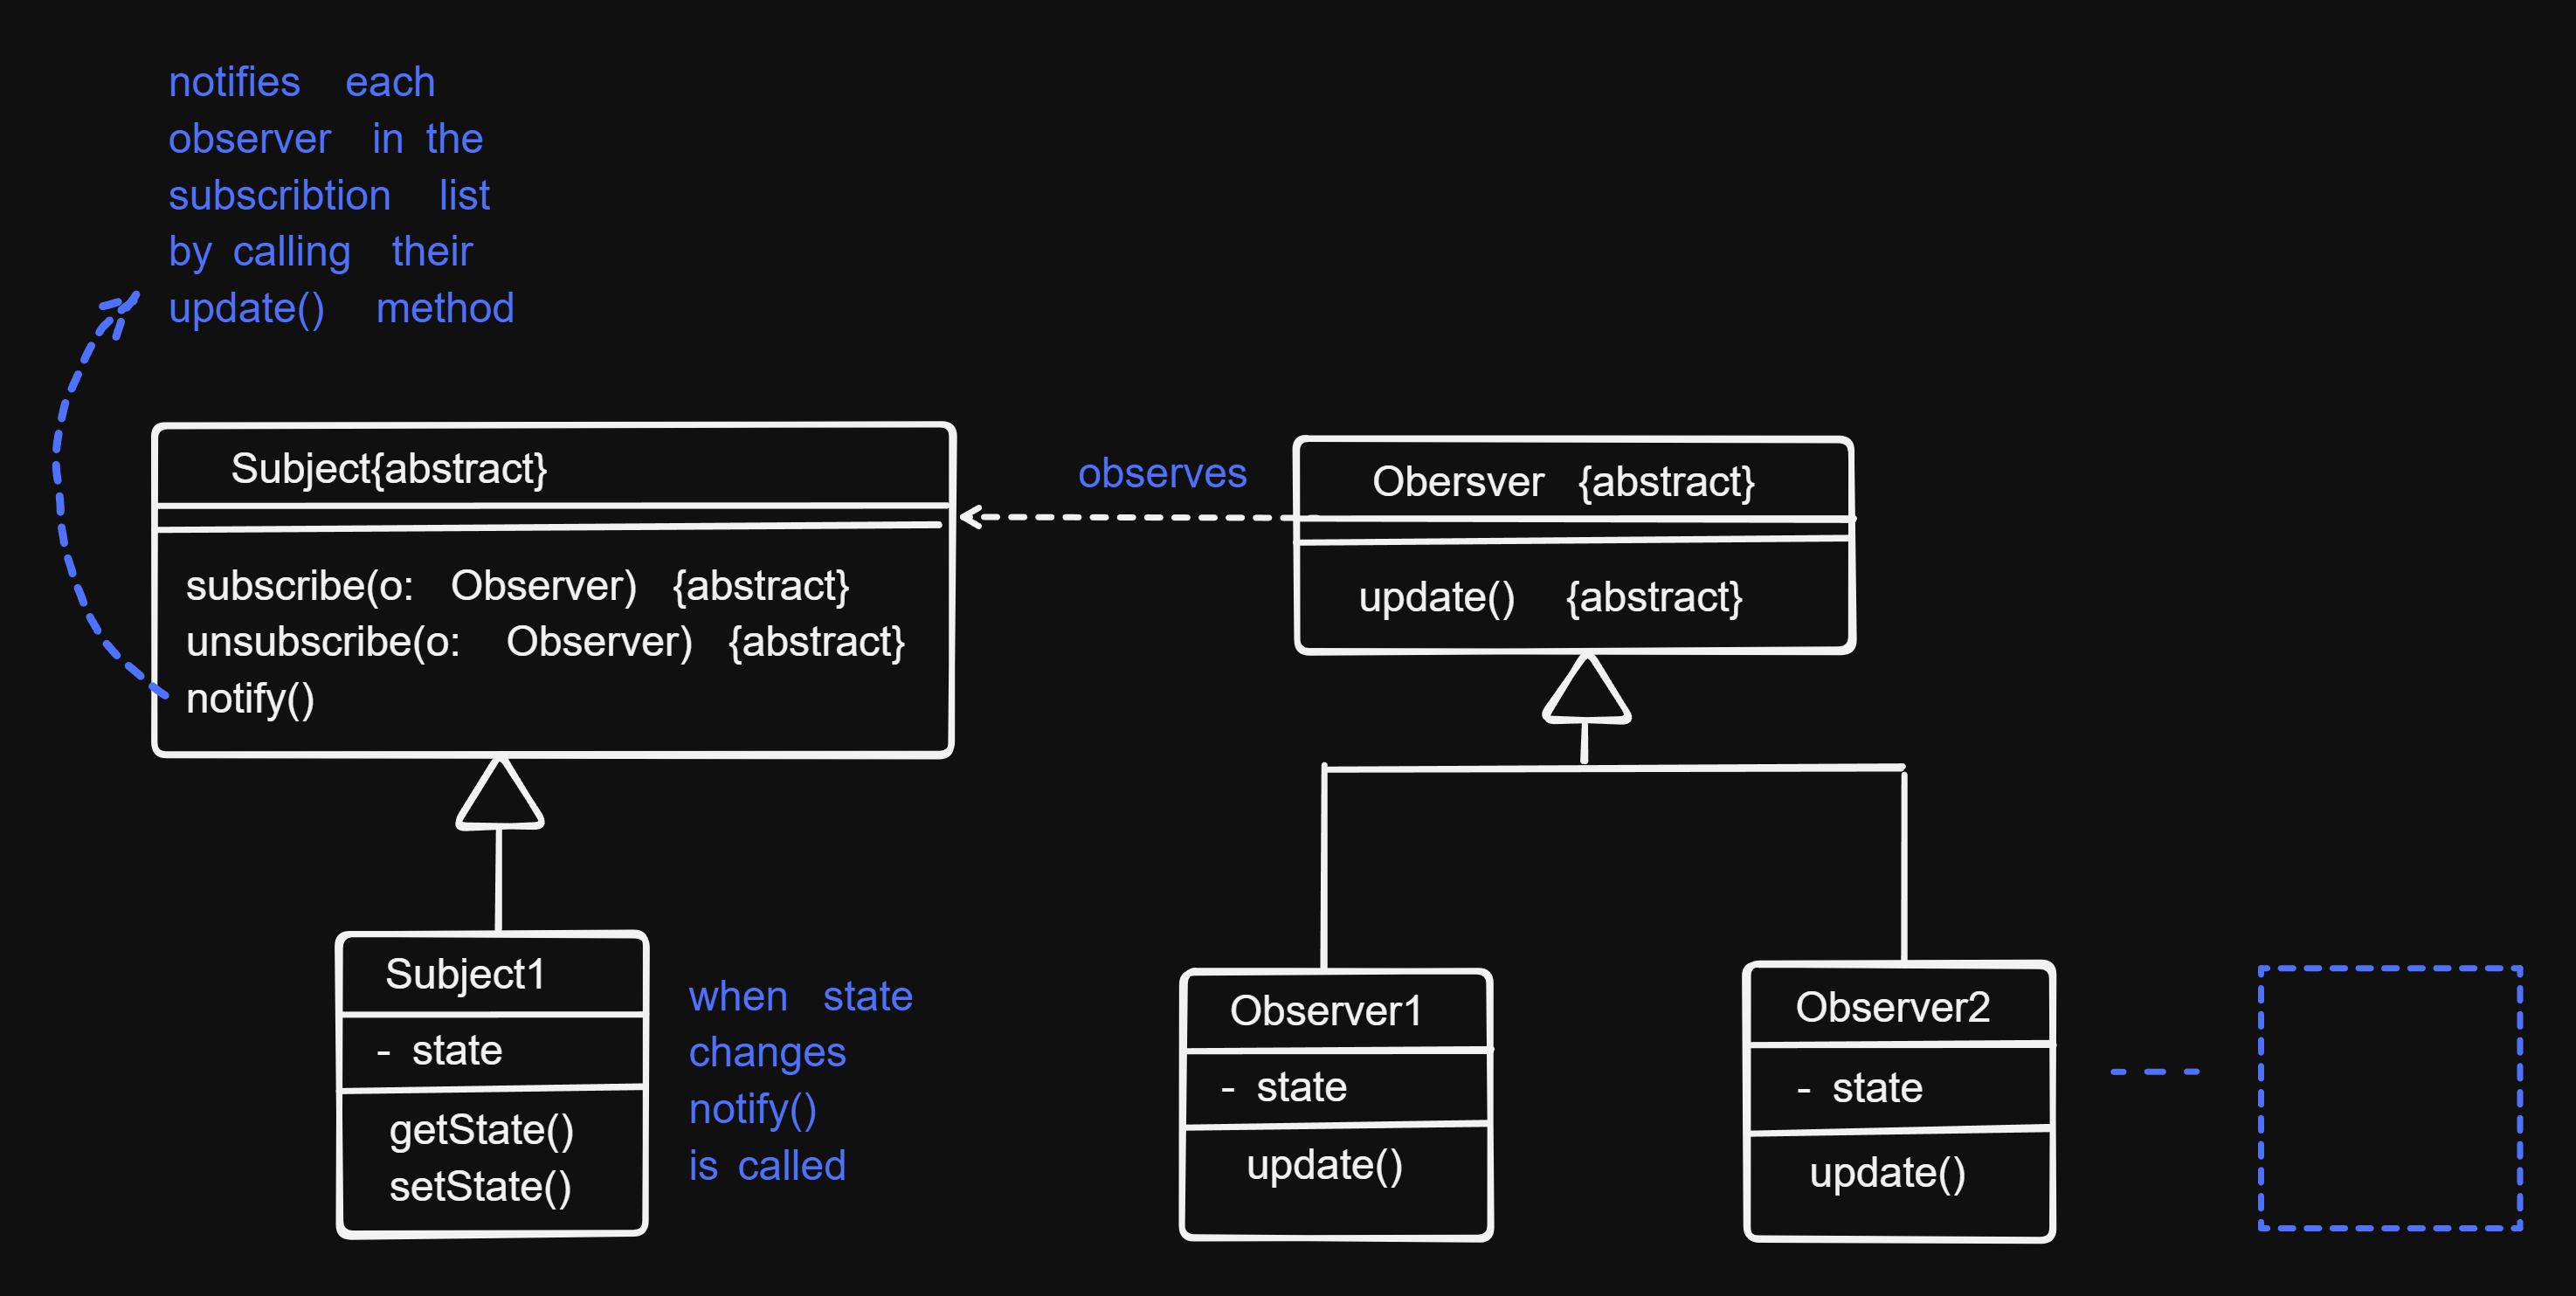 notifies each
observer in the
subscribtion list
by calling their
update() method
Subject{abstract}
subscribe(o: Observer) {abstract}
unsubscribe(o: Observer) {abstract}
notify()
observes
Obersver {abstract}
update() {abstract}
Subject1
- state
getState()
setState()
when state
changes
notify()
is called
Observer1
- state
update()
Observer2
- state
update()